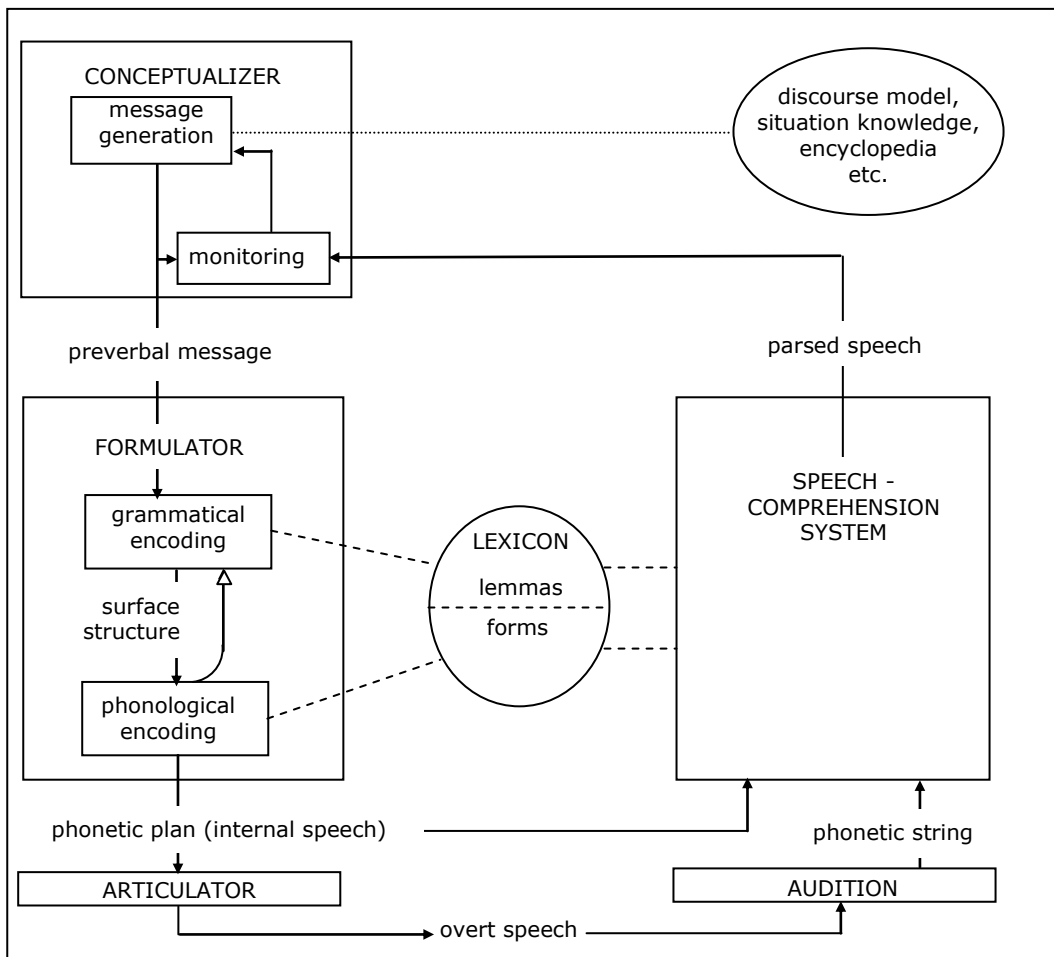 CONCEPTUALIZER
message
generation
monitoring
discourse model,
situation knowledge,
encyclopedia
etc.
preverbal message
parsed speech
FORMULATOR
grammatical
encoding
surface
structure
phonological
encoding
LEXICON
lemmas
forms
SPEECH -
COMPREHENSION
SYSTEM
phonetic plan (internal speech)
phonetic string
ARTICULATOR
AUDITION
overt speech